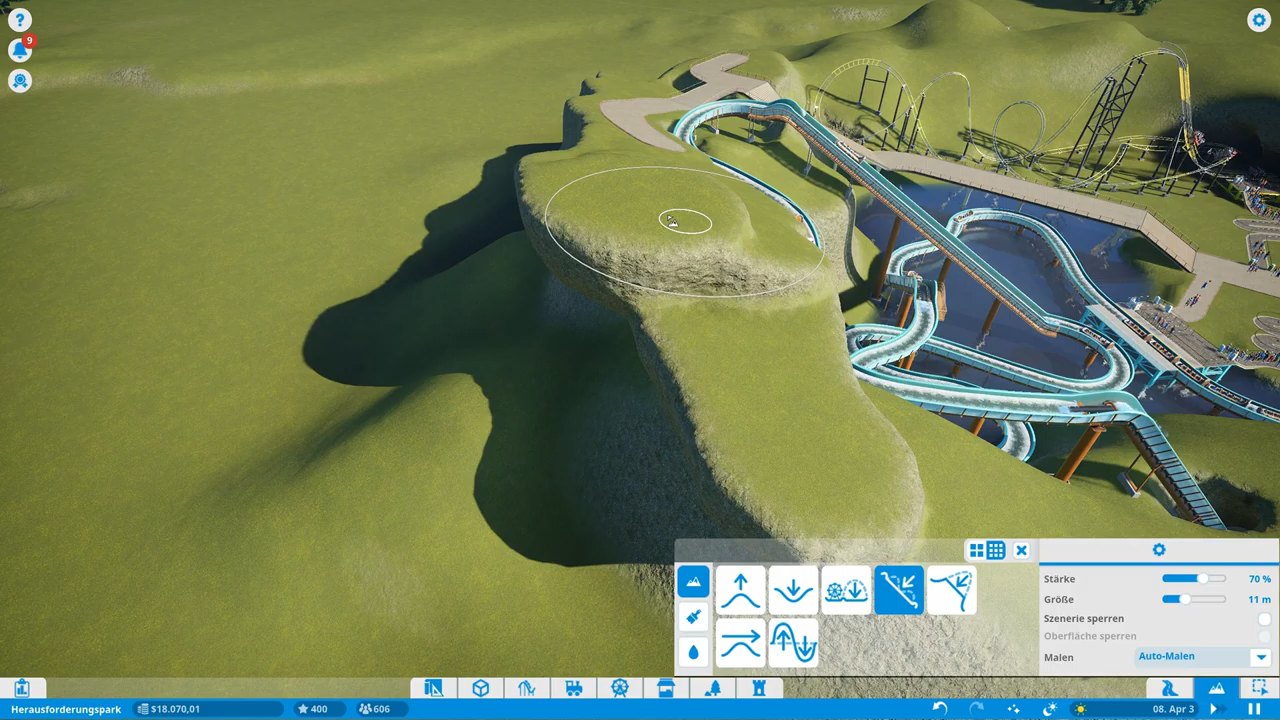 ?
9
Stärke 70 %
Größe 11 m
Szenerie sperren
Oberfläche sperren
Malen Auto-Malen
Herausforderungspark $18.070,01 400 606 08. Apr 3